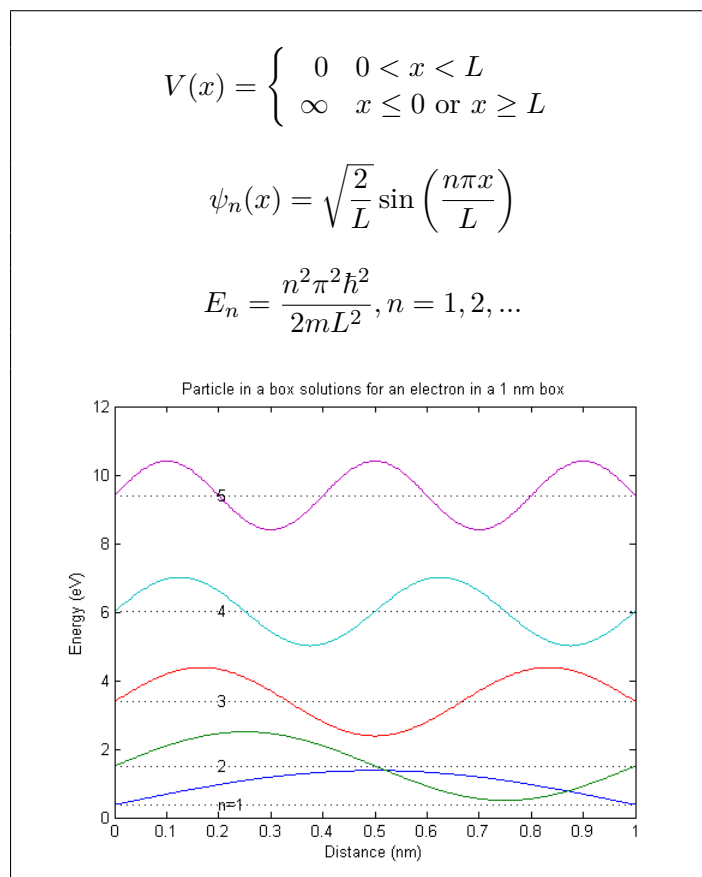 V(x) = { 0   0 < x < L
∞   x ≤ 0 or x ≥ L
ψ_n(x) = √(2/L) sin (nπx/L)
E_n = n²π²ℏ²/2mL², n = 1, 2, ...
Particle in a box solutions for an electron in a 1 nm box
12
10
8
6
4
2
0
Energy (eV)
5
4
3
2
n=1
0 0.1 0.2 0.3 0.4 0.5 0.6 0.7 0.8 0.9 1
Distance (nm)